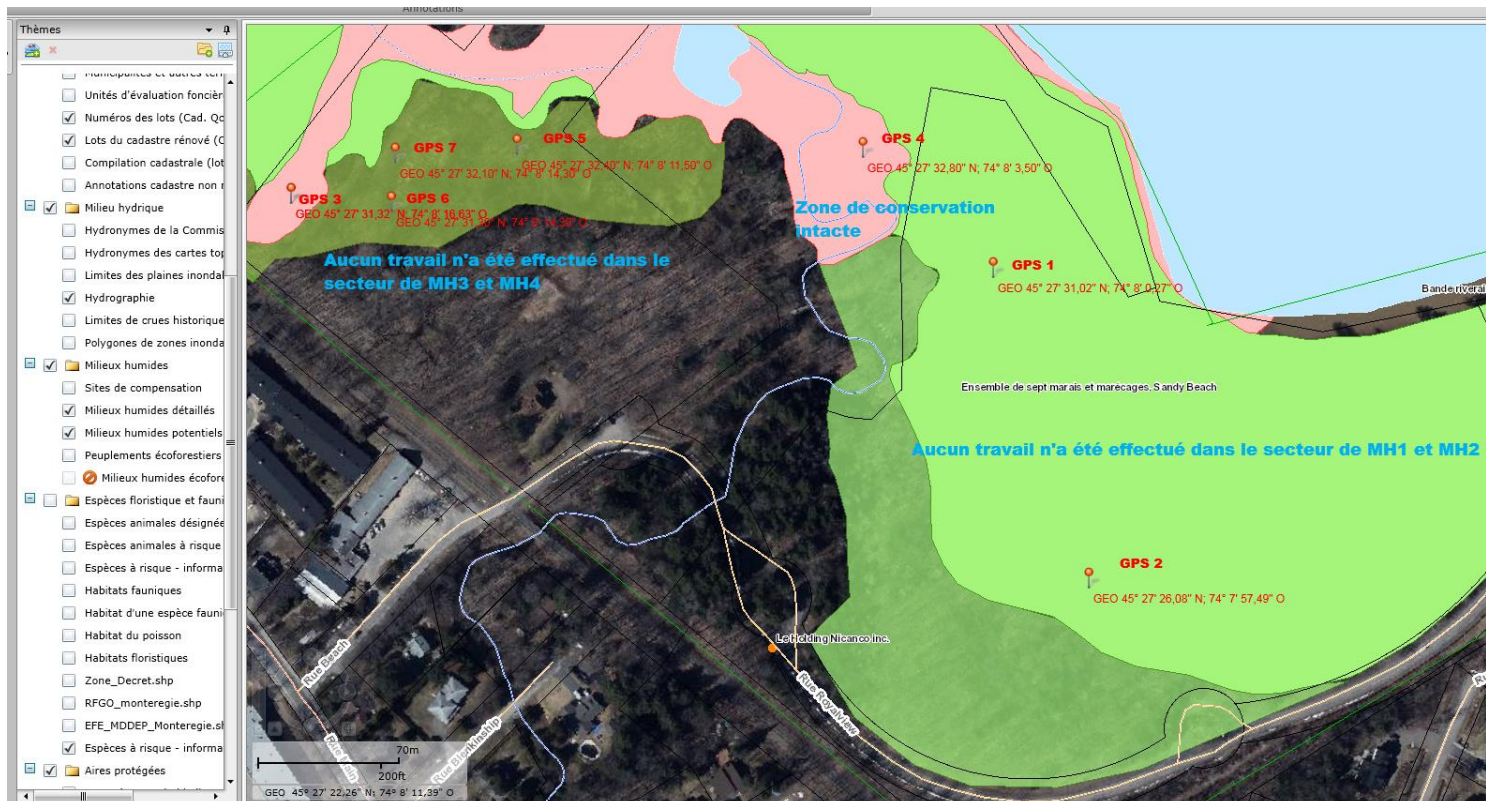 Annotations
Thèmes
Unités d'évaluation foncièr
Numéros des lots (Cad. Qc
Lots du cadastre rénové (C
Compilation cadastrale (lot
Annotations cadastre non r
Milieu hydrique
Hydronymes de la Commis
Hydronymes des cartes top
Limites des plaines inondal
Hydrographie
Limites de crues historique
Polygones de zones inonda
Milieux humides
Sites de compensation
Milieux humides détaillés
Milieux humides potentiels
Peuplements écoforestiers
Milieux humides écofore
Espèces floristique et fauni
Espèces animales désignée
Espèces animales à risque
Espèces à risque - informa
Habitats fauniques
Habitat d'une espèce fauni
Habitat du poisson
Habitats floristiques
Zone_Decret.shp
RFGO_monteregie.shp
EFE_MDDEP_Monteregie.sh
Espèces à risque - informa
Aires protégées
GPS 7
GEO 45° 27' 32,10" N; 74° 8' 14,30" O
GPS 5
GEO 45° 27' 32,40" N; 74° 8' 11,50" O
GPS 4
GEO 45° 27' 32,80" N; 74° 8' 3,50" O
GPS 3
GEO 45° 27' 31,32" N; 74° 8' 16,63" O
GPS 6
Zone de conservation
intacte
Aucun travail n'a été effectué dans le
secteur de MH3 et MH4
GPS 1
GEO 45° 27' 31,02" N; 74° 8' 0,27" O
Bande riverai
Ensemble de sept marais et marécages, Sandy Beach
Aucun travail n'a été effectué dans le secteur de MH1 et MH2
GPS 2
GEO 45° 27' 26,08" N; 74° 7' 57,49" O
Le Holding Nicanco inc.
Rue Beach
Rue Royalview
Rue Blenkinship
Rue Main
70m
200ft
GEO 45° 27' 22,26" N; 74° 8' 11,39" O